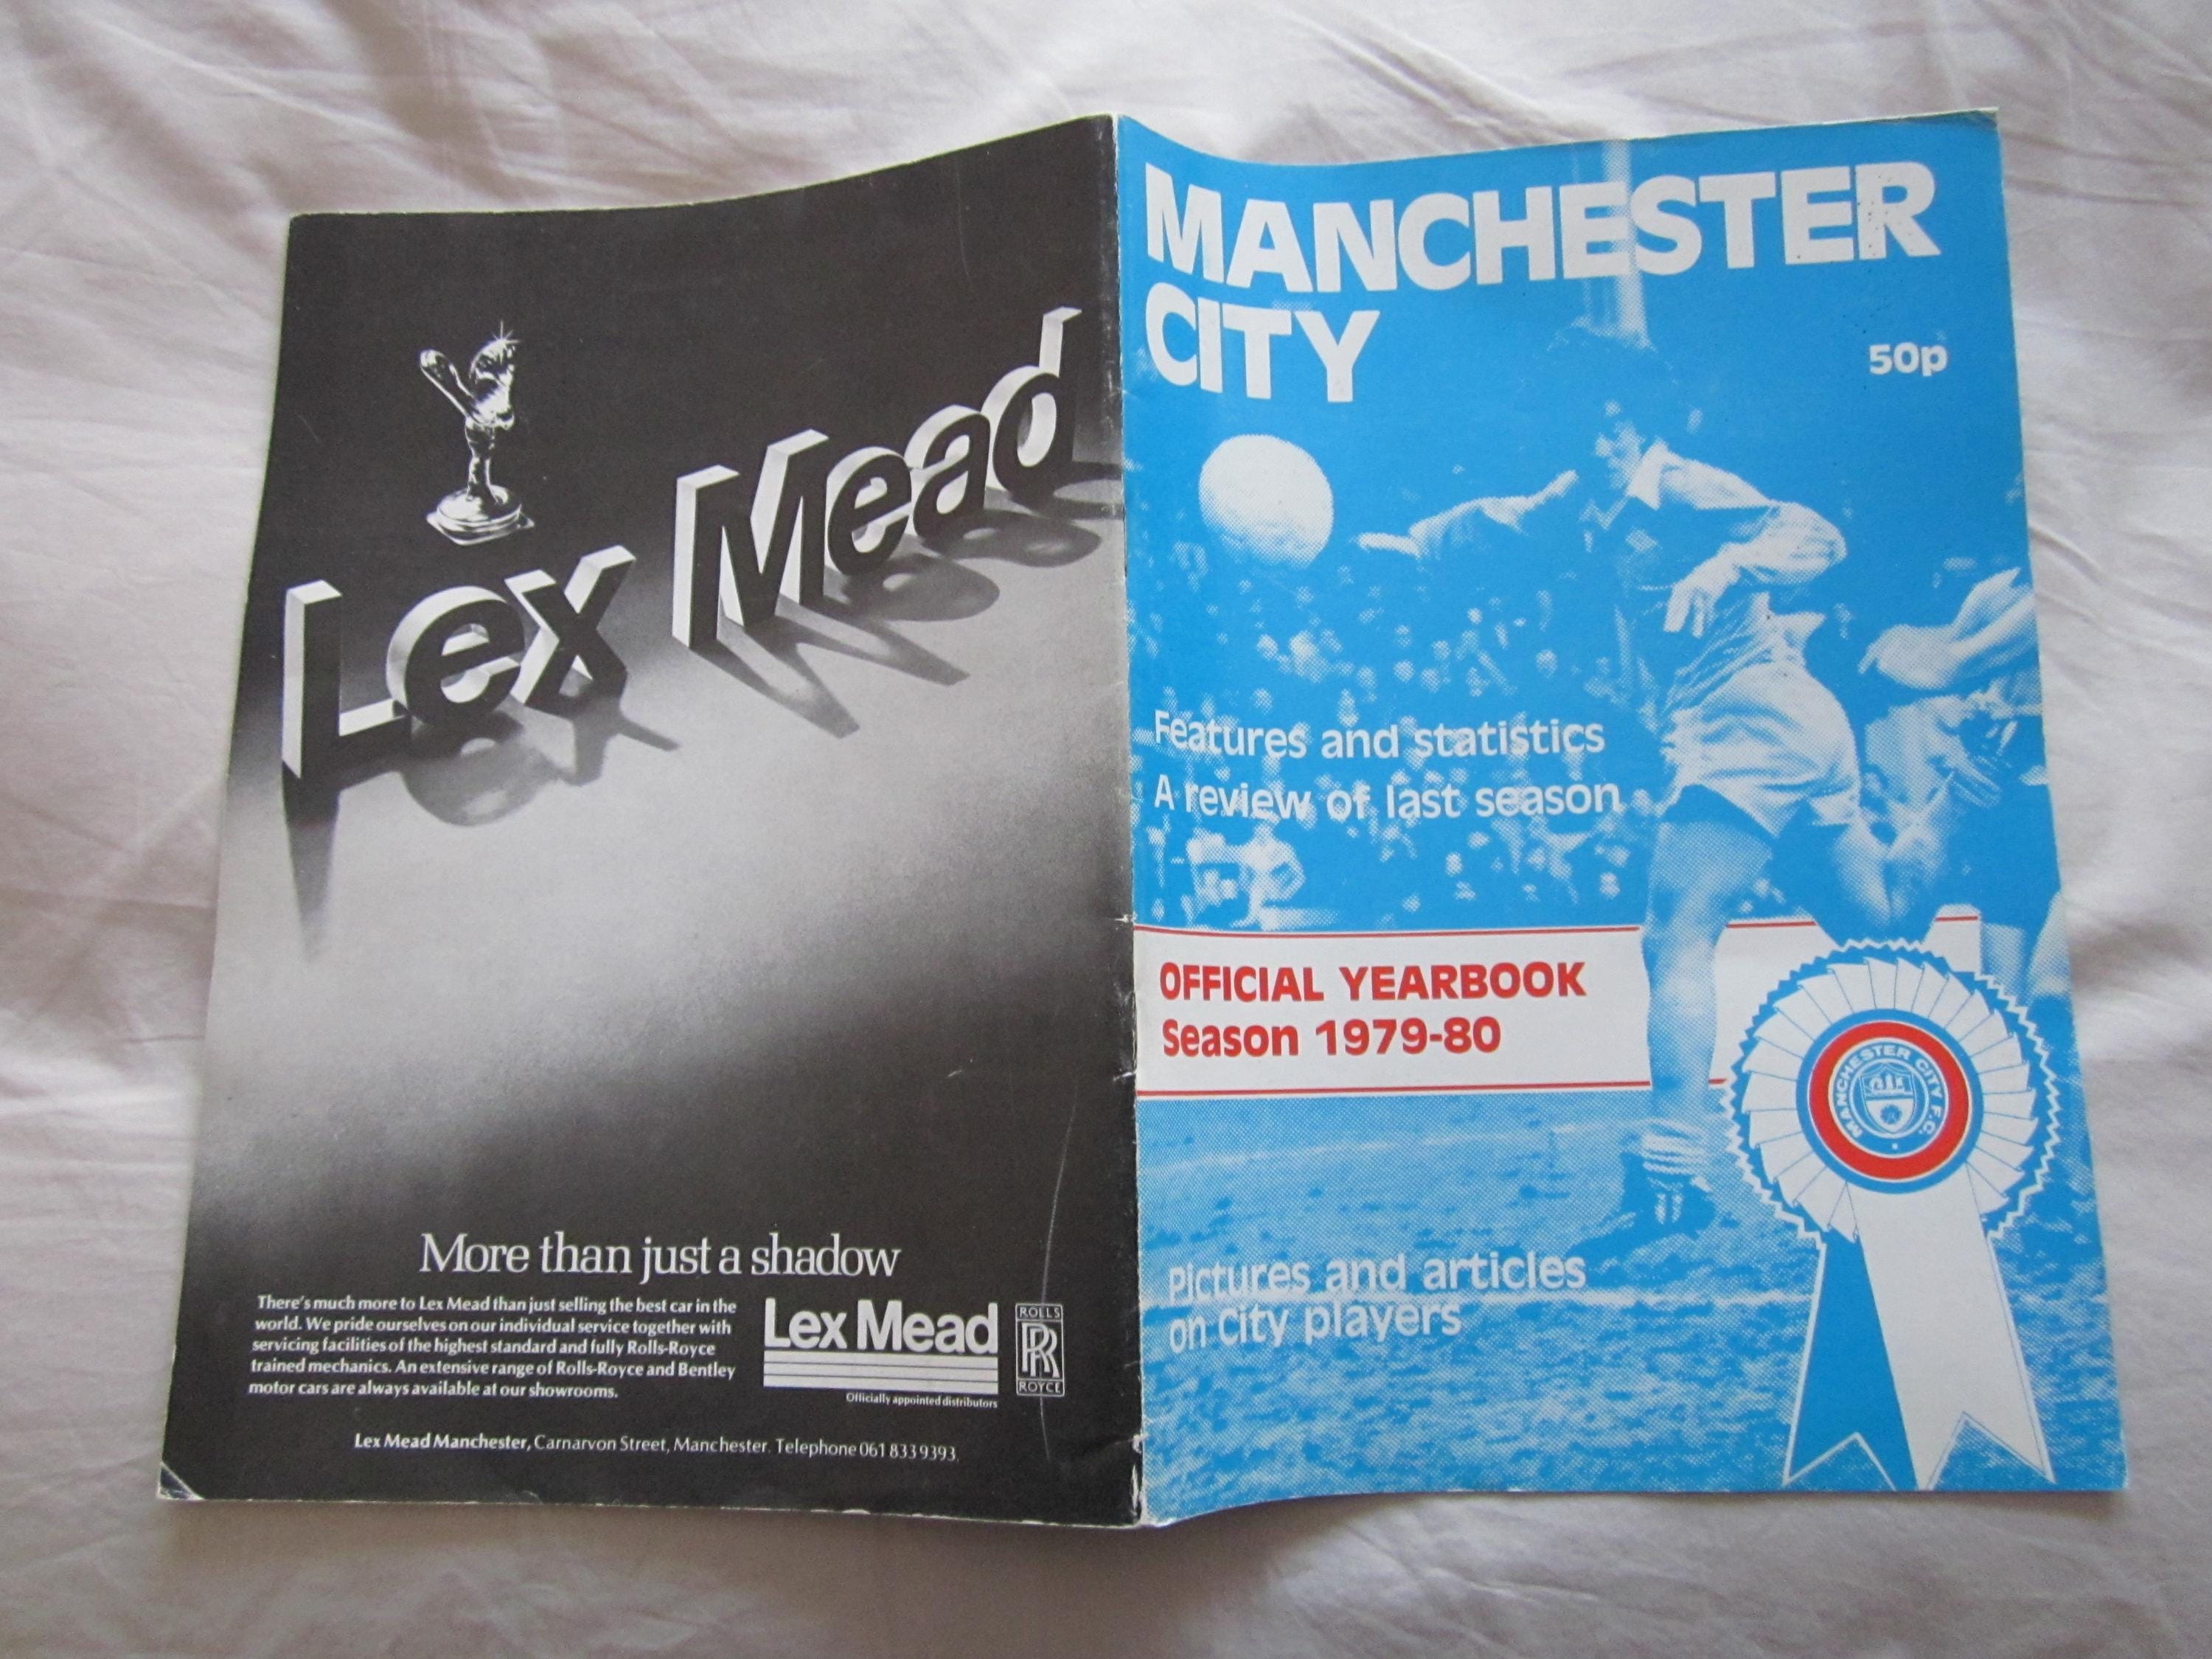 Lex Mead
More than just a shadow
There's much more to Lex Mead than just selling the best car in the
world. We pride ourselves on our individual service together with
servicing facilities of the highest standard and fully Rolls-Royce
trained mechanics. An extensive range of Rolls-Royce and Bentley
motor cars are always available at our showrooms.
Lex Mead
Officially appointed distributors
ROLLS
RR
ROYCE
Lex Mead Manchester, Carnarvon Street, Manchester. Telephone 061 833 9393.
MANCHESTER
CITY
50p
Features and statistics
A review of last season
OFFICIAL YEARBOOK
Season 1979-80
MANCHESTER CITY F.C.
Pictures and articles
on City players